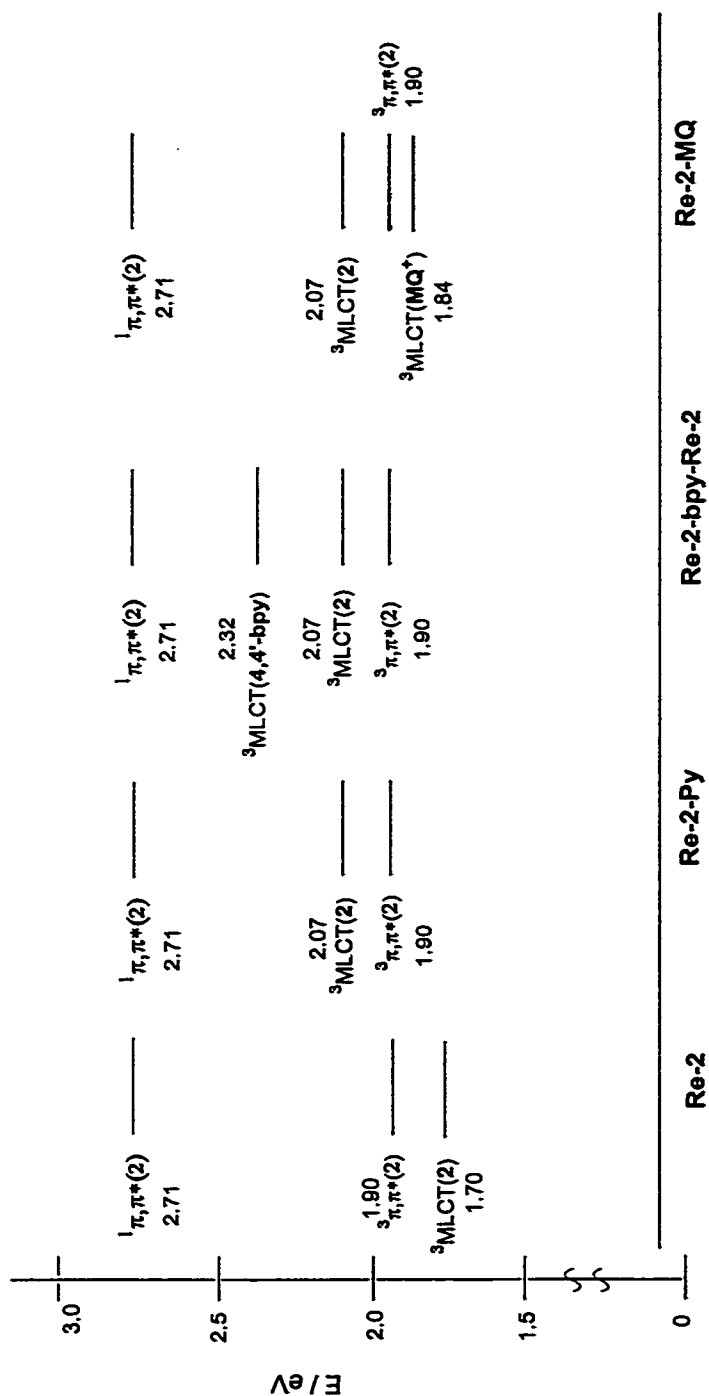 E / eV
3.0
2.5
2.0
1.5
0
¹π,π*(2)
2.71
1.90
³π,π*(2)
³MLCT(2)
1.70
Re-2
¹π,π*(2)
2.71
2.07
³MLCT(2)
³π,π*(2)
1.90
Re-2-Py
¹π,π*(2)
2.71
2.32
³MLCT(4,4'-bpy)
2.07
³MLCT(2)
³π,π*(2)
1.90
Re-2-bpy-Re-2
¹π,π*(2)
2.71
2.07
³MLCT(2)
³π,π*(2)
1.90
³MLCT(MQ⁺)
1.84
Re-2-MQ